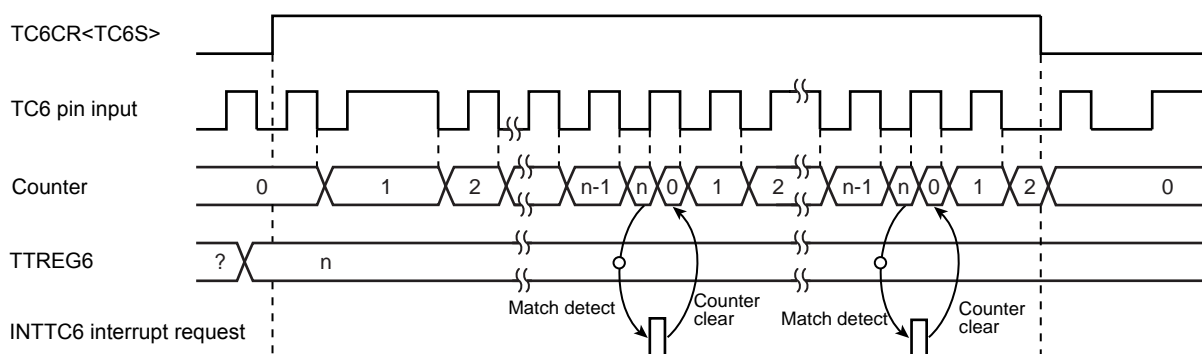 TC6CR<TC6S>
TC6 pin input
Counter
0 1 2 n-1 n 0 1 2 n-1 n 0 1 2 0
TTREG6
? n
Match detect
Counter
clear
Match detect
Counter
clear
INTTC6 interrupt request